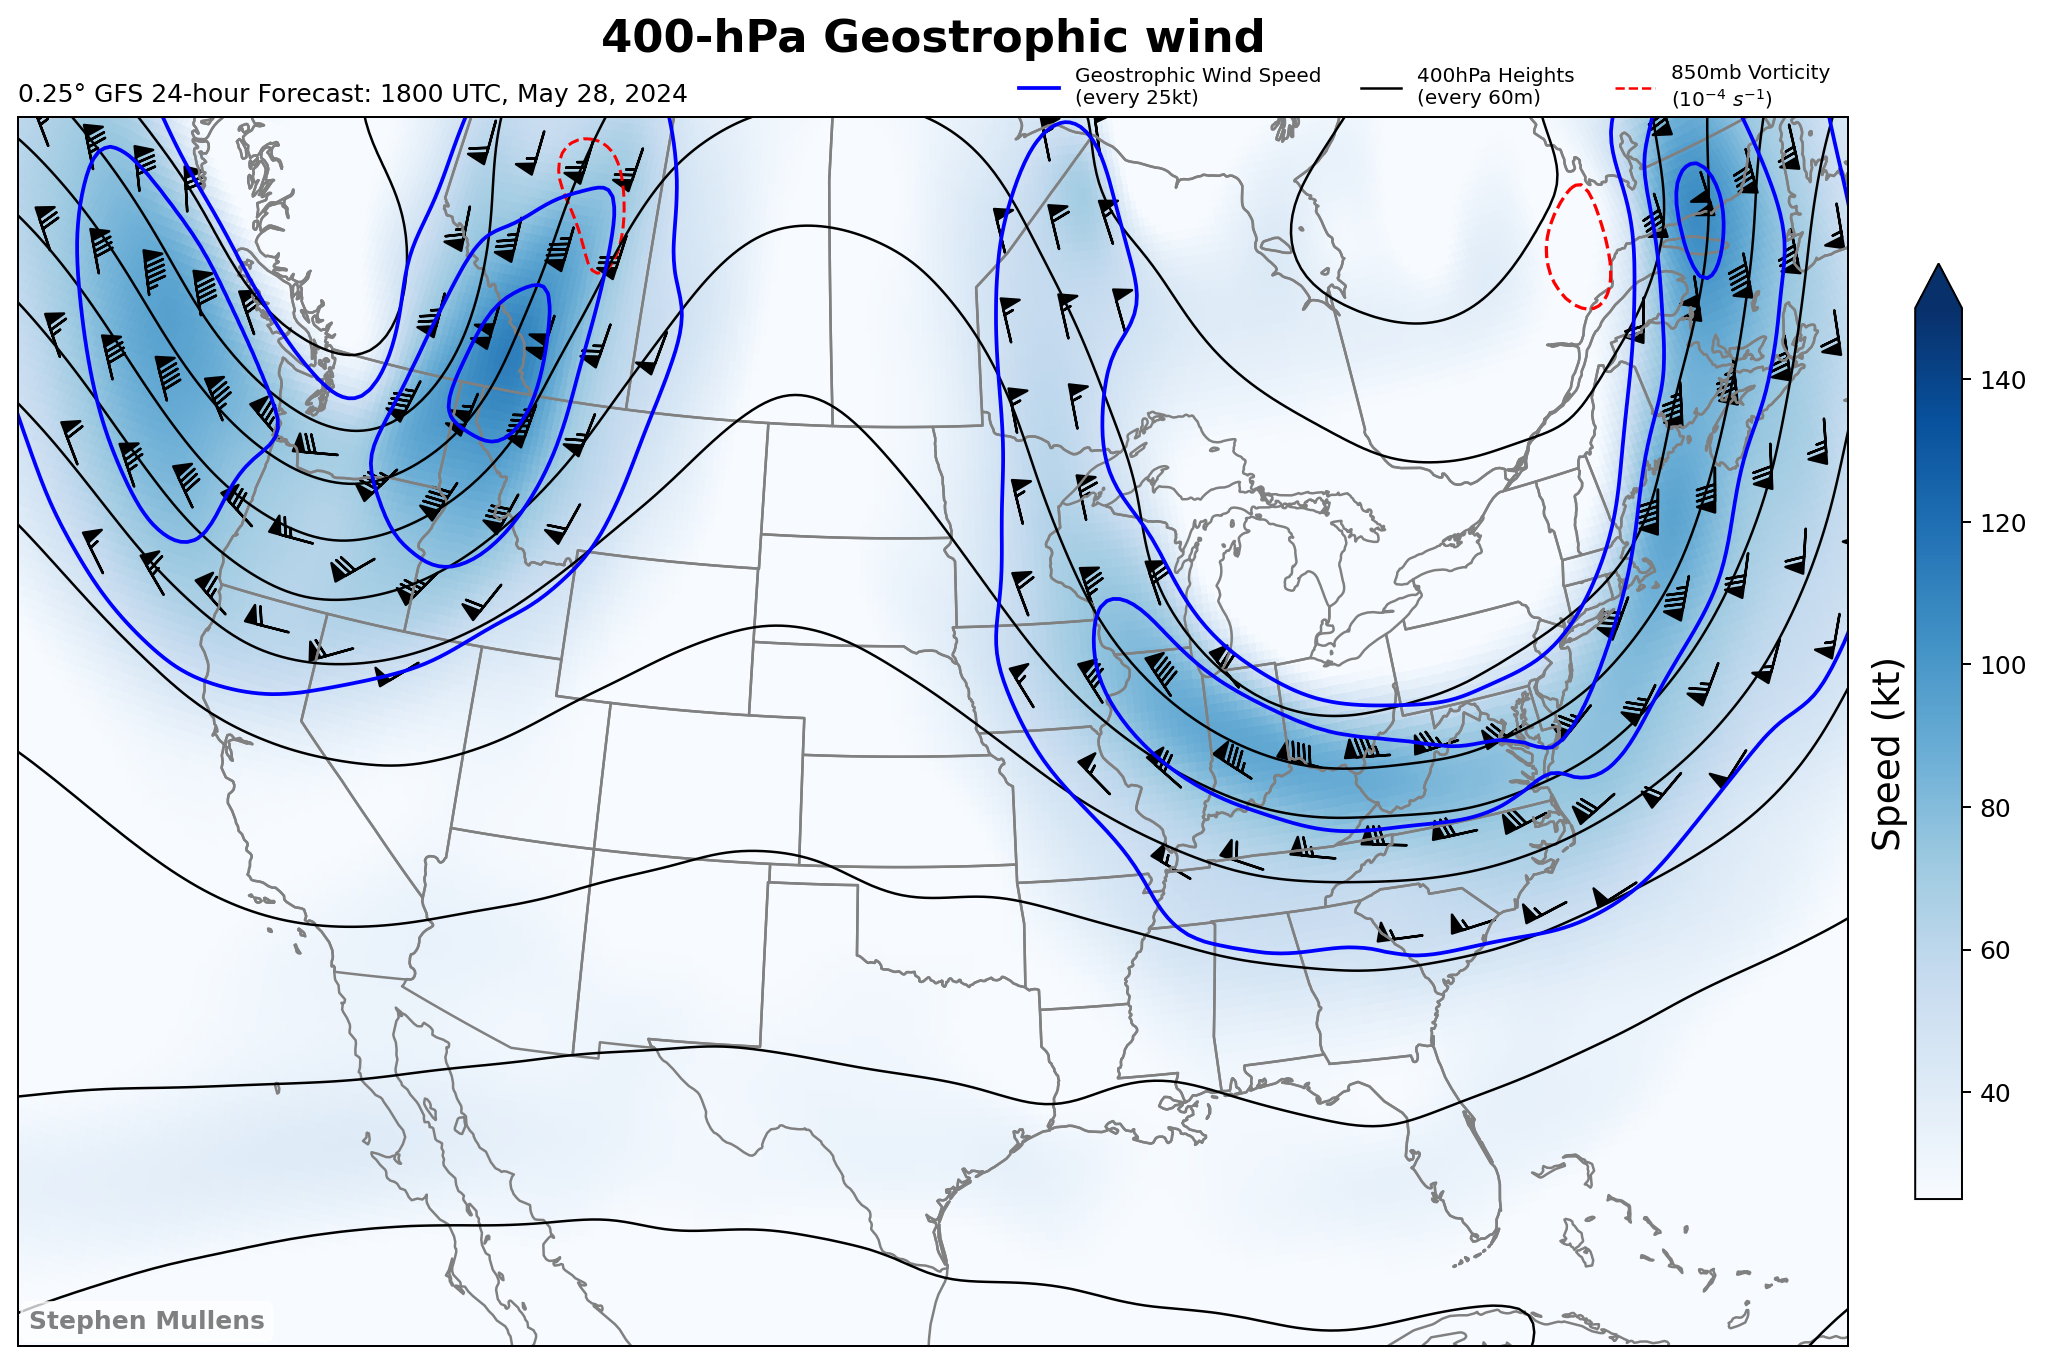 400-hPa Geostrophic wind
0.25° GFS 24-hour Forecast: 1800 UTC, May 28, 2024
Geostrophic Wind Speed
(every 25kt)
400hPa Heights
(every 60m)
850mb Vorticity
(10⁻⁴ s⁻¹)
140
120
100
80
60
40
Speed (kt)
Stephen Mullens